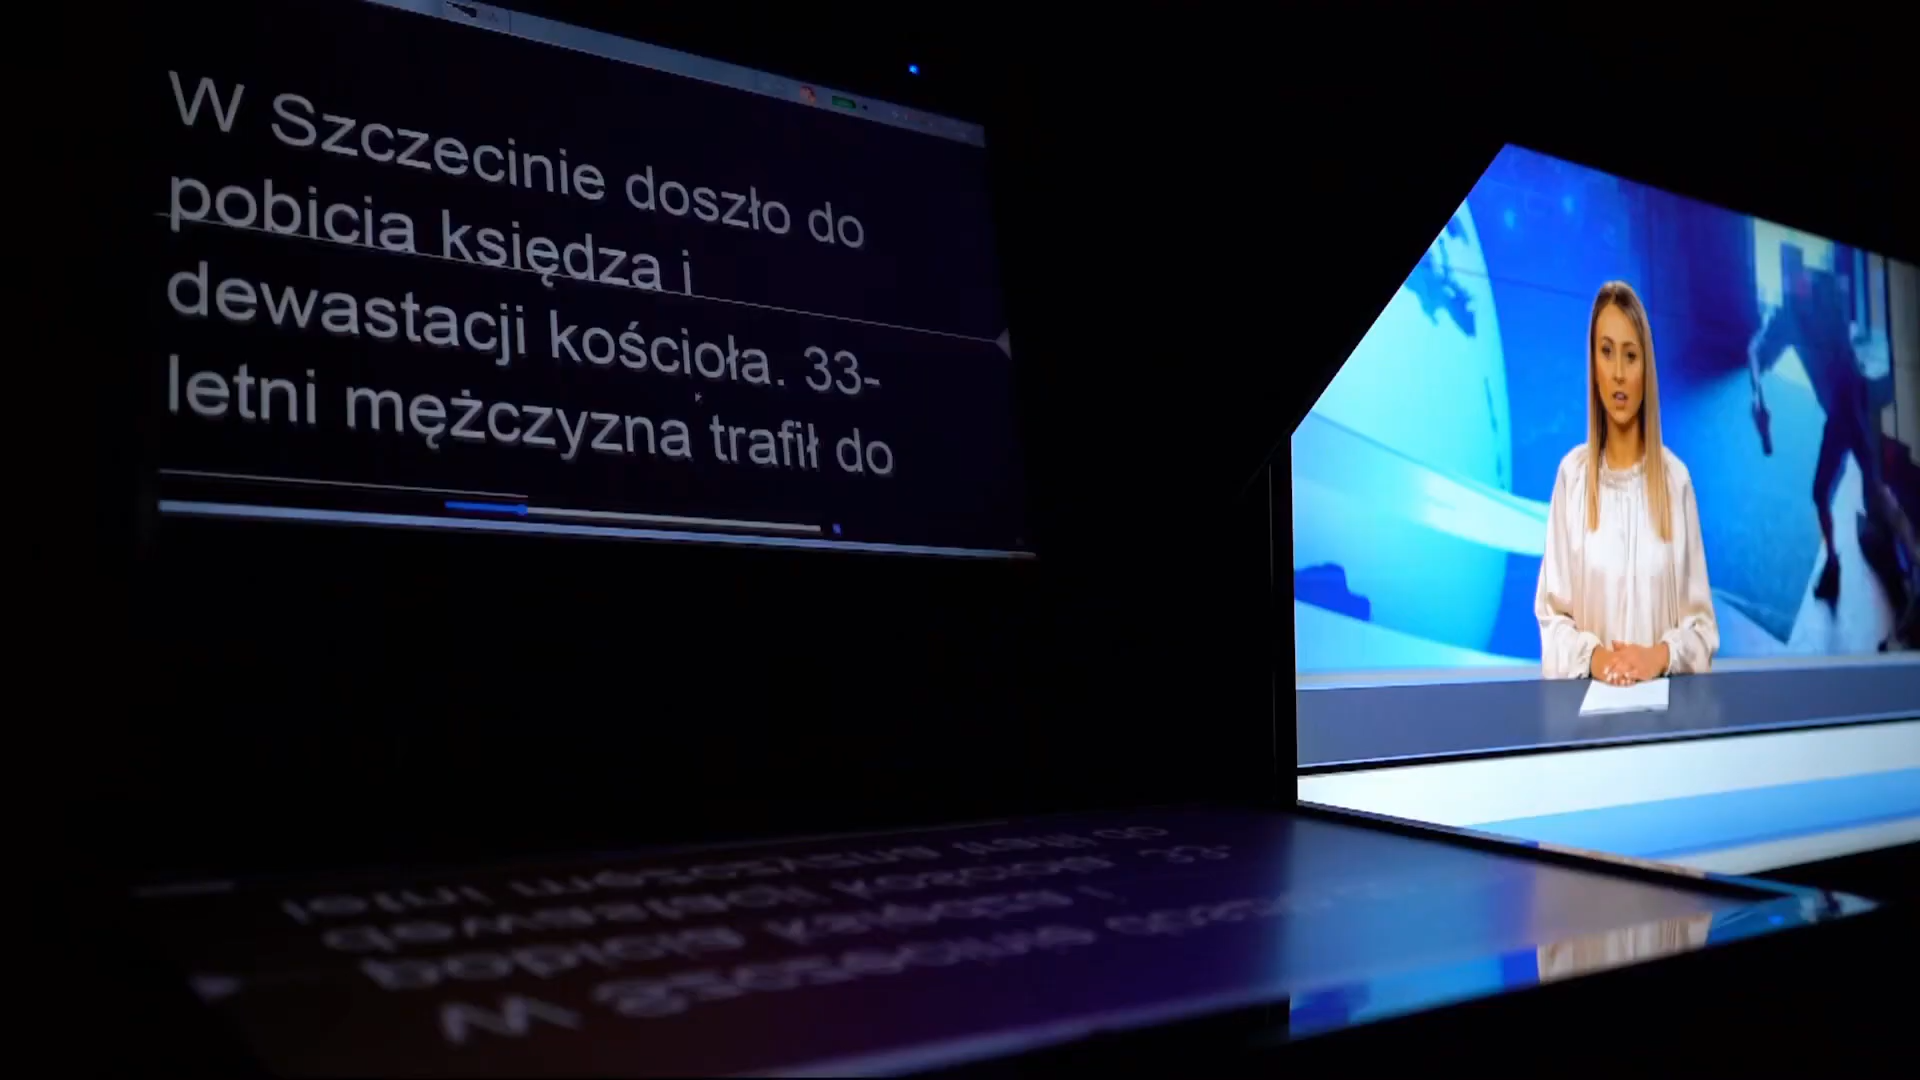 W Szczecinie doszło do
pobicia księdza i
dewastacji kościoła. 33-
letni mężczyzna trafił do